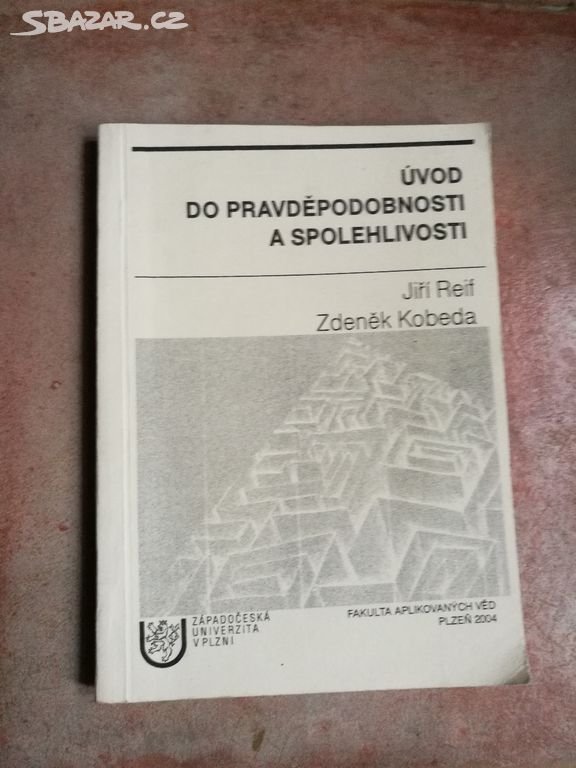 SBAZAR.CZ
ÚVOD
DO PRAVDĚPODOBNOSTI
A SPOLEHLIVOSTI
Jiří Reif
Zdeněk Kobeda
ZÁPADOČESKÁ
UNIVERZITA
V PLZNI
FAKULTA APLIKOVANÝCH VĚD
PLZEŇ 2004